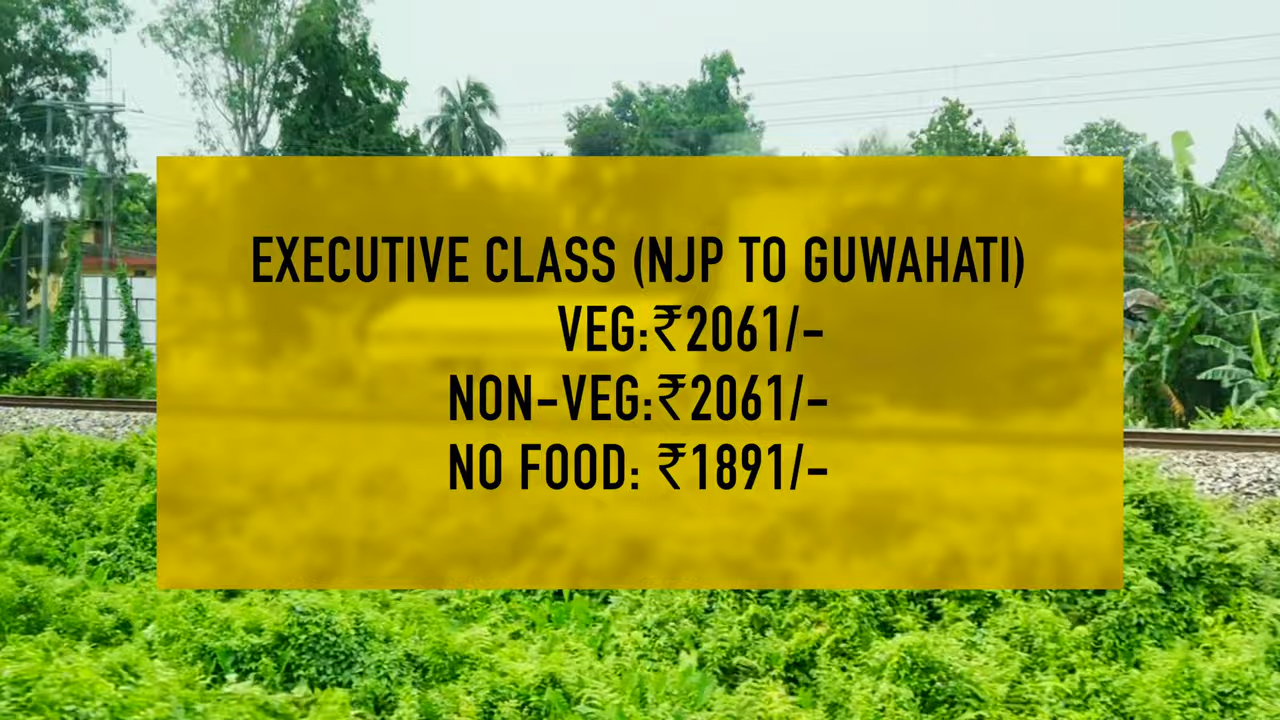 EXECUTIVE CLASS (NJP TO GUWAHATI)
VEG:₹2061/-
NON-VEG:₹2061/-
NO FOOD: ₹1891/-